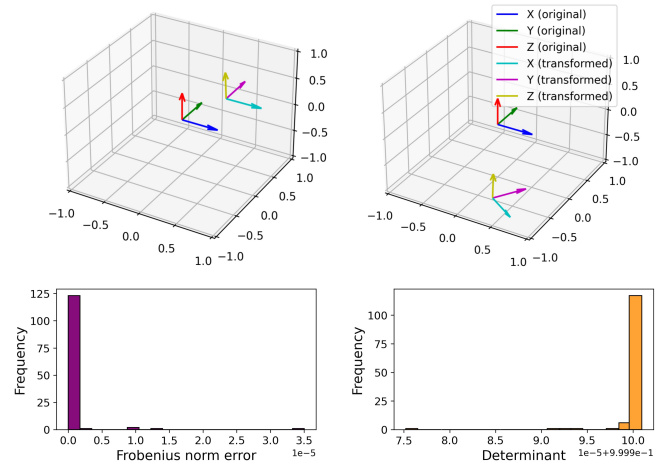 X (original)
Y (original)
Z (original)
X (transformed)
Y (transformed)
Z (transformed)
1.0
0.5
0.0
−0.5
−1.0
−1.0
−0.5
0.0
0.5
1.0
−1.0
−0.5
0.0
0.5
1.0
1.0
0.5
0.0
−0.5
−1.0
−1.0
−0.5
0.0
0.5
1.0
−1.0
−0.5
0.0
0.5
1.0
125
100
75
50
25
0
Frequency
0.0 0.5 1.0 1.5 2.0 2.5 3.0 3.5
1e−5
Frobenius norm error
100
75
50
25
0
Frequency
7.5 8.0 8.5 9.0 9.5 10.0
1e−5+9.999e−1
Determinant